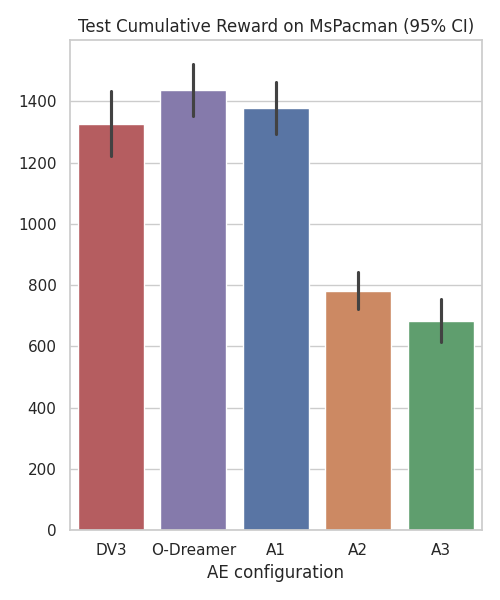 Test Cumulative Reward on MsPacman (95% CI)
1400
1200
1000
800
600
400
200
0
DV3 O-Dreamer A1 A2 A3
AE configuration